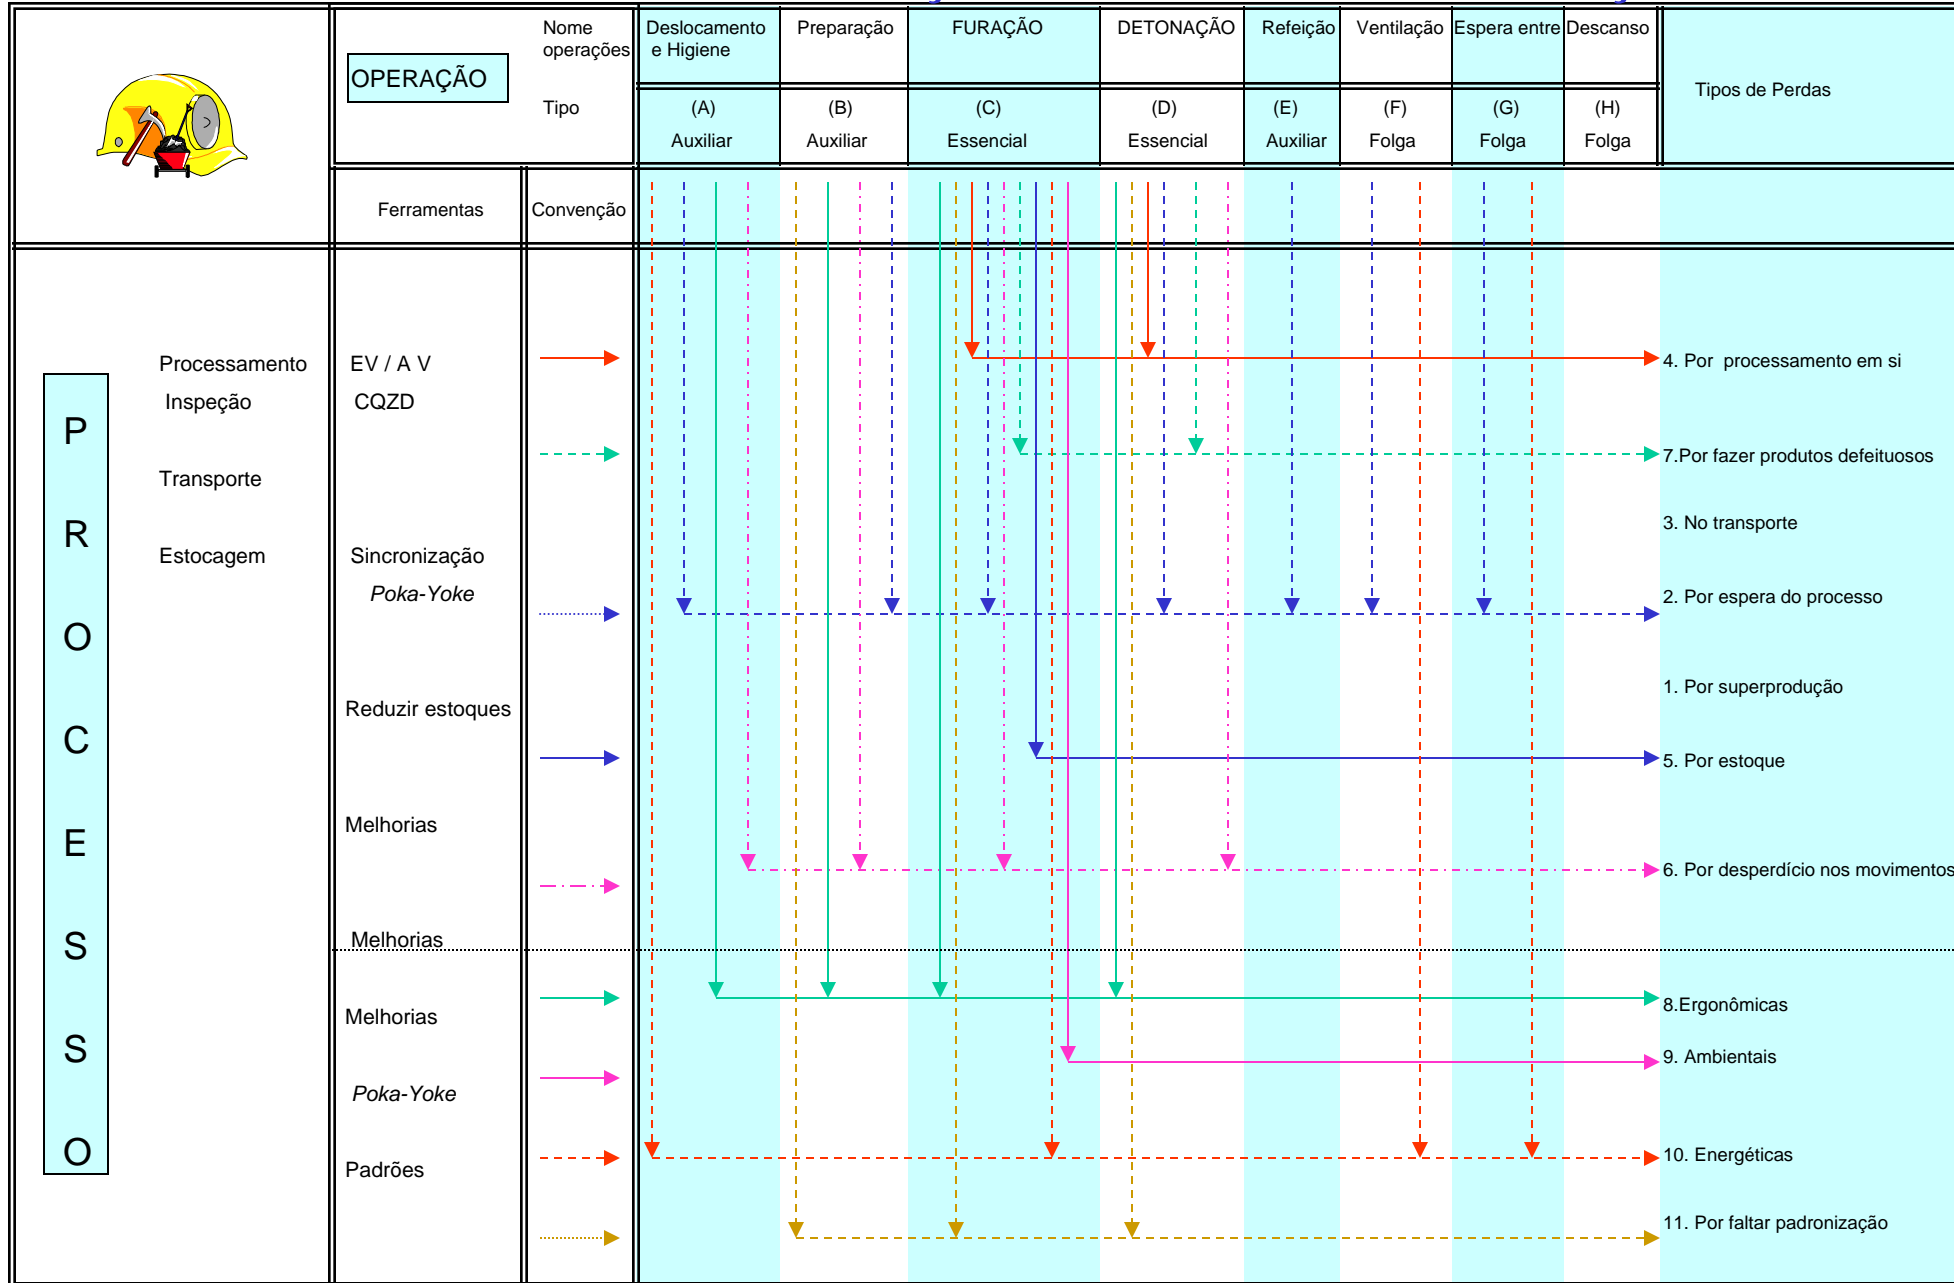 Nome
operações
Deslocamento
e Higiene
Preparação
FURAÇÃO
DETONAÇÃO
Refeição
Ventilação
Espera entre
Descanso
OPERAÇÃO
Tipos de Perdas
Tipo
(A)
(B)
(C)
(D)
(E)
(F)
(G)
(H)
Auxiliar
Auxiliar
Essencial
Essencial
Auxiliar
Folga
Folga
Folga
Ferramentas
Convenção
P
R
O
C
E
S
S
O
Processamento
Inspeção
Transporte
Estocagem
EV / A V
CQZD
Sincronização
Poka-Yoke
Reduzir estoques
Melhorias
Melhorias
Melhorias
Poka-Yoke
Padrões
4. Por processamento em si
7.Por fazer produtos defeituosos
3. No transporte
2. Por espera do processo
1. Por superprodução
5. Por estoque
6. Por desperdício nos movimentos
8.Ergonômicas
9. Ambientais
10. Energéticas
11. Por faltar padronização